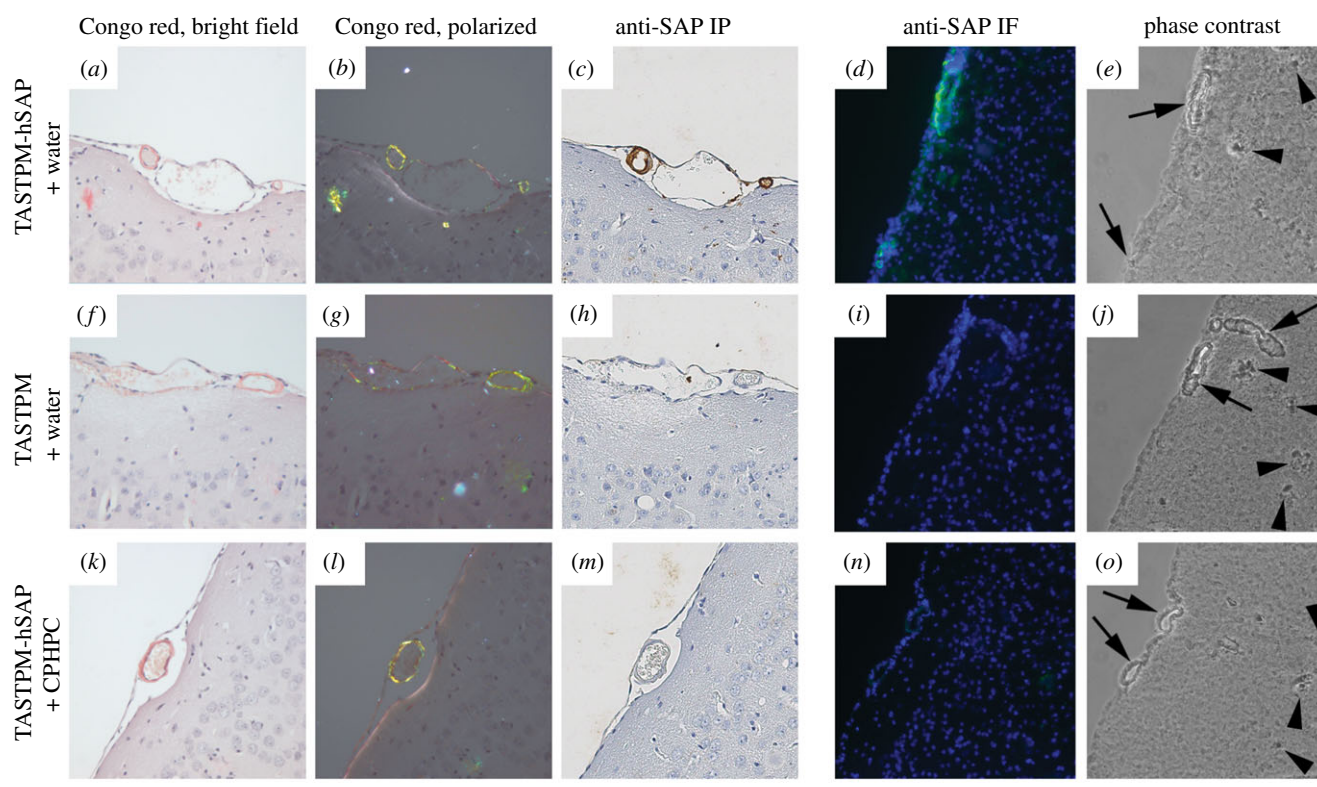 Congo red, bright field
Congo red, polarized
anti-SAP IP
anti-SAP IF
phase contrast
TASTPM-hSAP
+ water
(a)
(b)
(c)
(d)
(e)
TASTPM
+ water
(f)
(g)
(h)
(i)
(j)
TASTPM-hSAP
+ CPHPC
(k)
(l)
(m)
(n)
(o)